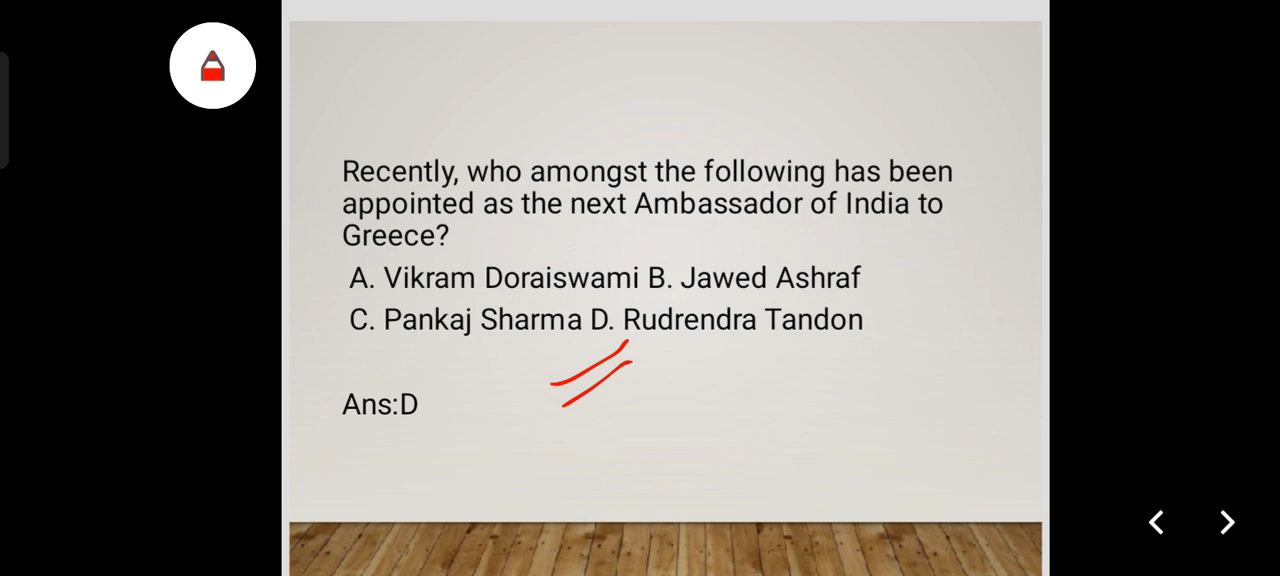 Recently, who amongst the following has been
appointed as the next Ambassador of India to
Greece?
A. Vikram Doraiswami B. Jawed Ashraf
C. Pankaj Sharma D. Rudrendra Tandon
Ans:D